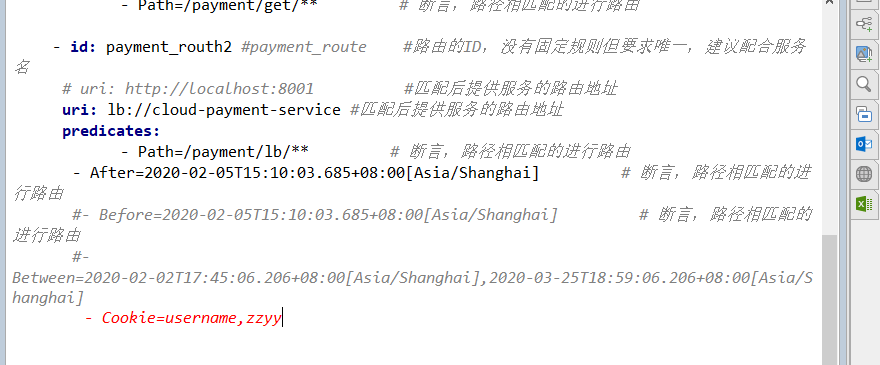 - Path=/payment/get/** # 断言，路径相匹配的进行路由
- id: payment_routh2 #payment_route #路由的ID，没有固定规则但要求唯一，建议配合服务
名
# uri: http://localhost:8001 #匹配后提供服务的路由地址
uri: lb://cloud-payment-service #匹配后提供服务的路由地址
predicates:
- Path=/payment/lb/** # 断言，路径相匹配的进行路由
- After=2020-02-05T15:10:03.685+08:00[Asia/Shanghai] # 断言，路径相匹配的进
行路由
#- Before=2020-02-05T15:10:03.685+08:00[Asia/Shanghai] # 断言，路径相匹配的
进行路由
#-
Between=2020-02-02T17:45:06.206+08:00[Asia/Shanghai],2020-03-25T18:59:06.206+08:00[Asia/S
hanghai]
- Cookie=username,zzyy